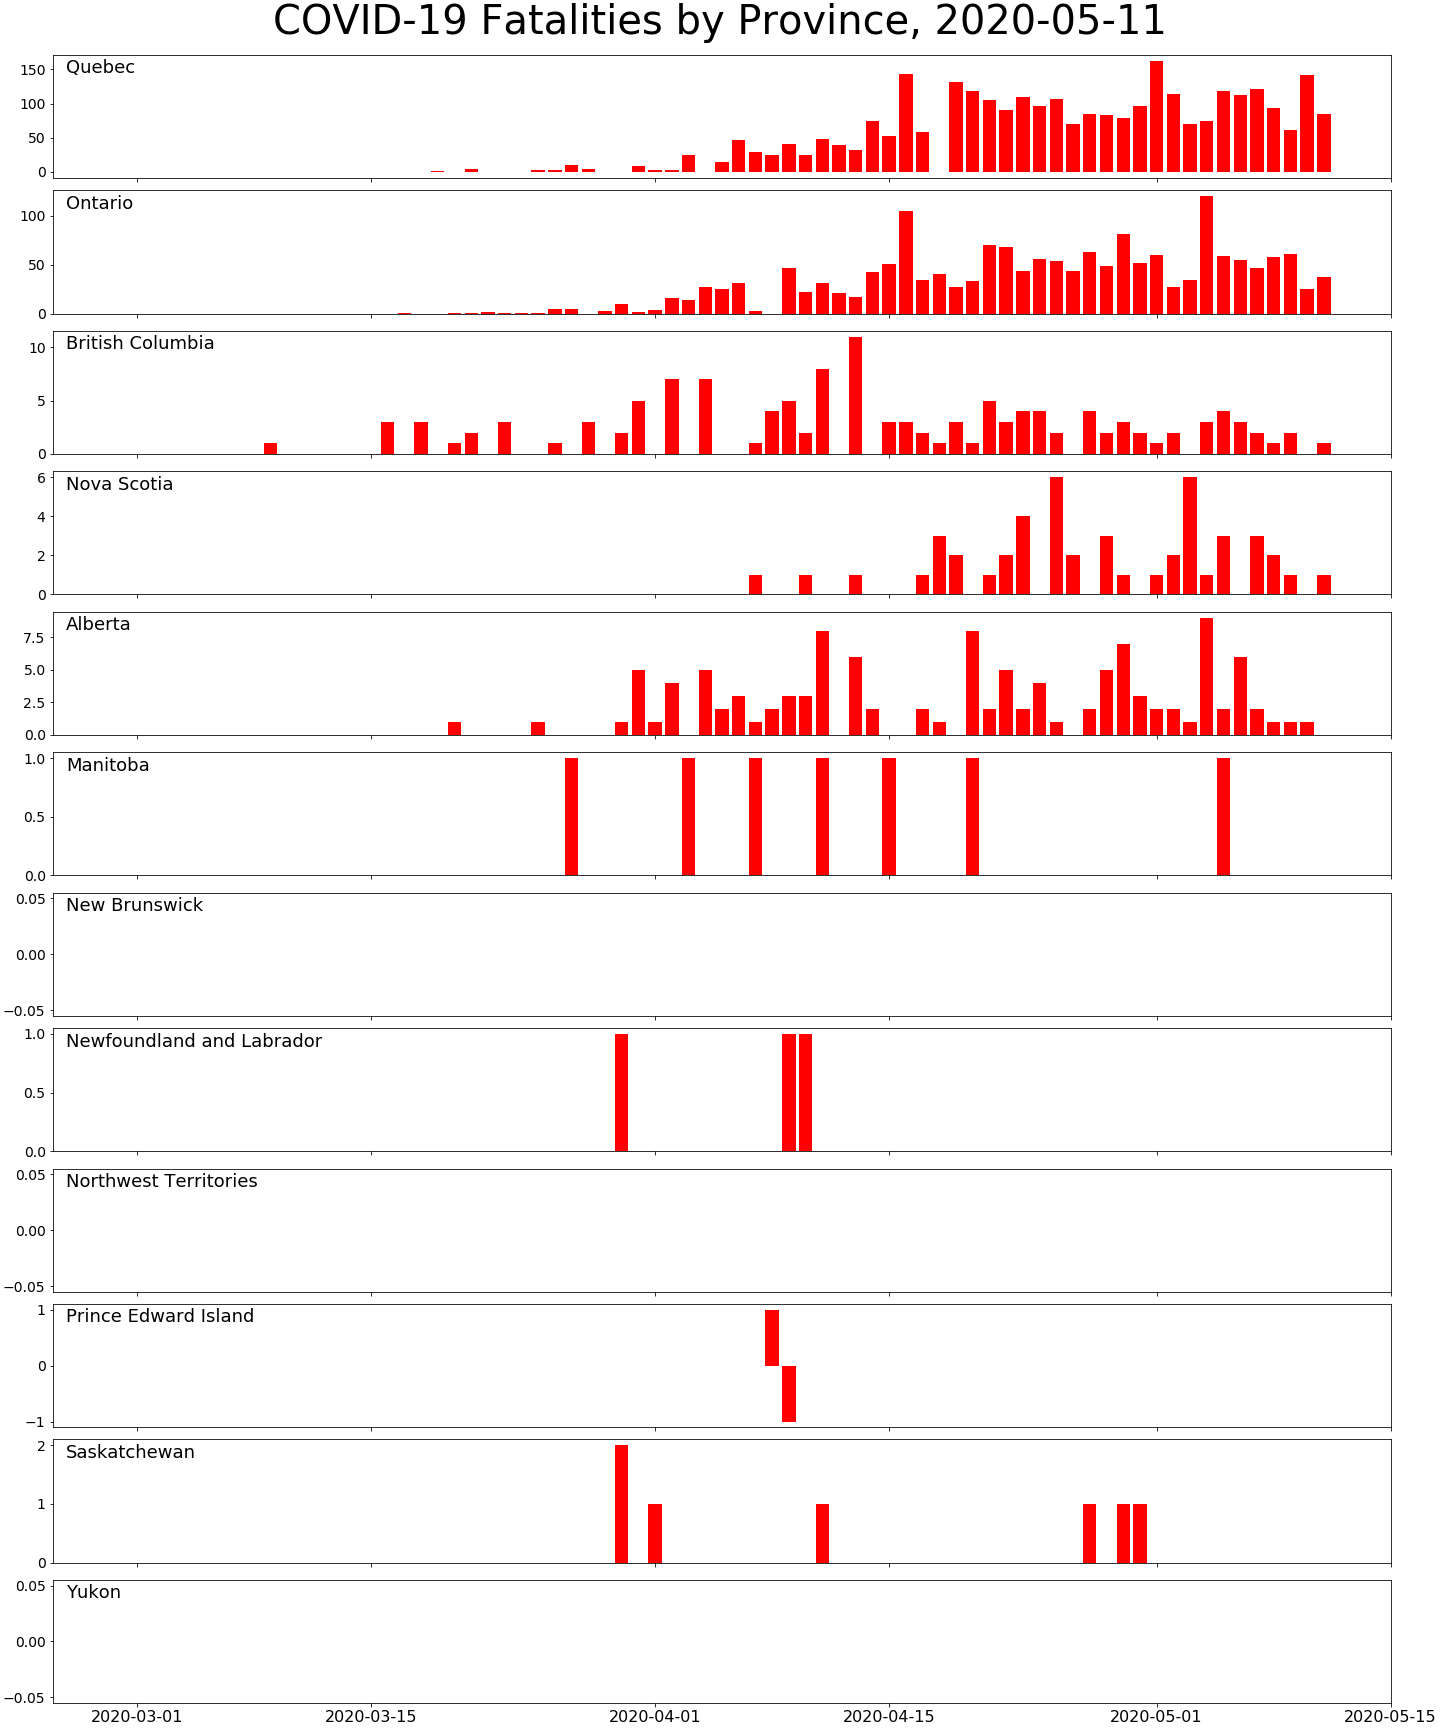 COVID-19 Fatalities by Province, 2020-05-11
Quebec
150
100
50
0
Ontario
100
50
0
British Columbia
10
5
0
Nova Scotia
6
4
2
0
Alberta
7.5
5.0
2.5
0.0
Manitoba
1.0
0.5
0.0
New Brunswick
0.05
0.00
−0.05
Newfoundland and Labrador
1.0
0.5
0.0
Northwest Territories
0.05
0.00
−0.05
Prince Edward Island
1
0
−1
Saskatchewan
2
1
0
Yukon
0.05
0.00
−0.05
2020-03-01 2020-03-15 2020-04-01 2020-04-15 2020-05-01 2020-05-15